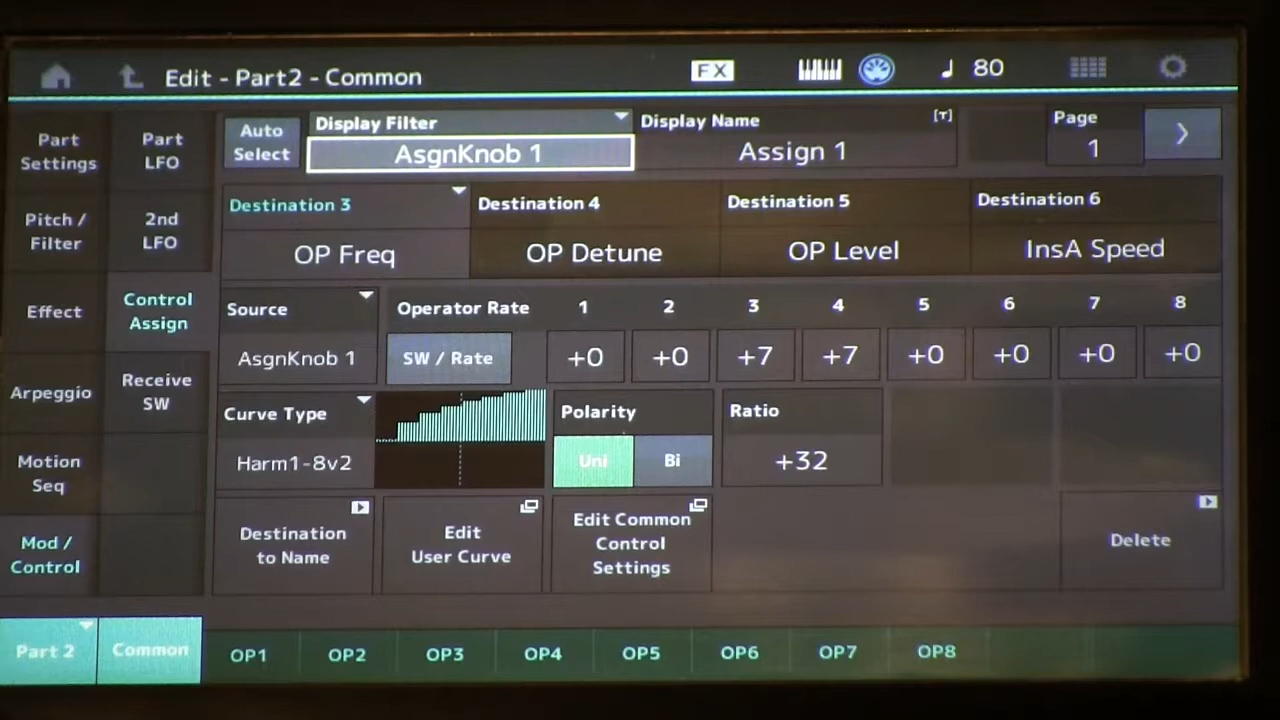 Edit - Part2 - Common
FX
80
Part
Settings
Part
LFO
Auto
Select
Display Filter
AsgnKnob 1
Display Name
[T]
Assign 1
Page
1
Pitch /
Filter
2nd
LFO
Destination 3
OP Freq
Destination 4
OP Detune
Destination 5
OP Level
Destination 6
InsA Speed
Effect
Control
Assign
Source
AsgnKnob 1
Operator Rate 1 2 3 4 5 6 7 8
SW / Rate +0 +0 +7 +7 +0 +0 +0 +0
Arpeggio
Receive
SW
Curve Type
Harm1-8v2
Polarity
Uni Bi
Ratio
+32
Motion
Seq
Destination
to Name
Edit
User Curve
Edit Common
Control
Settings
Delete
Mod /
Control
Part 2 Common OP1 OP2 OP3 OP4 OP5 OP6 OP7 OP8